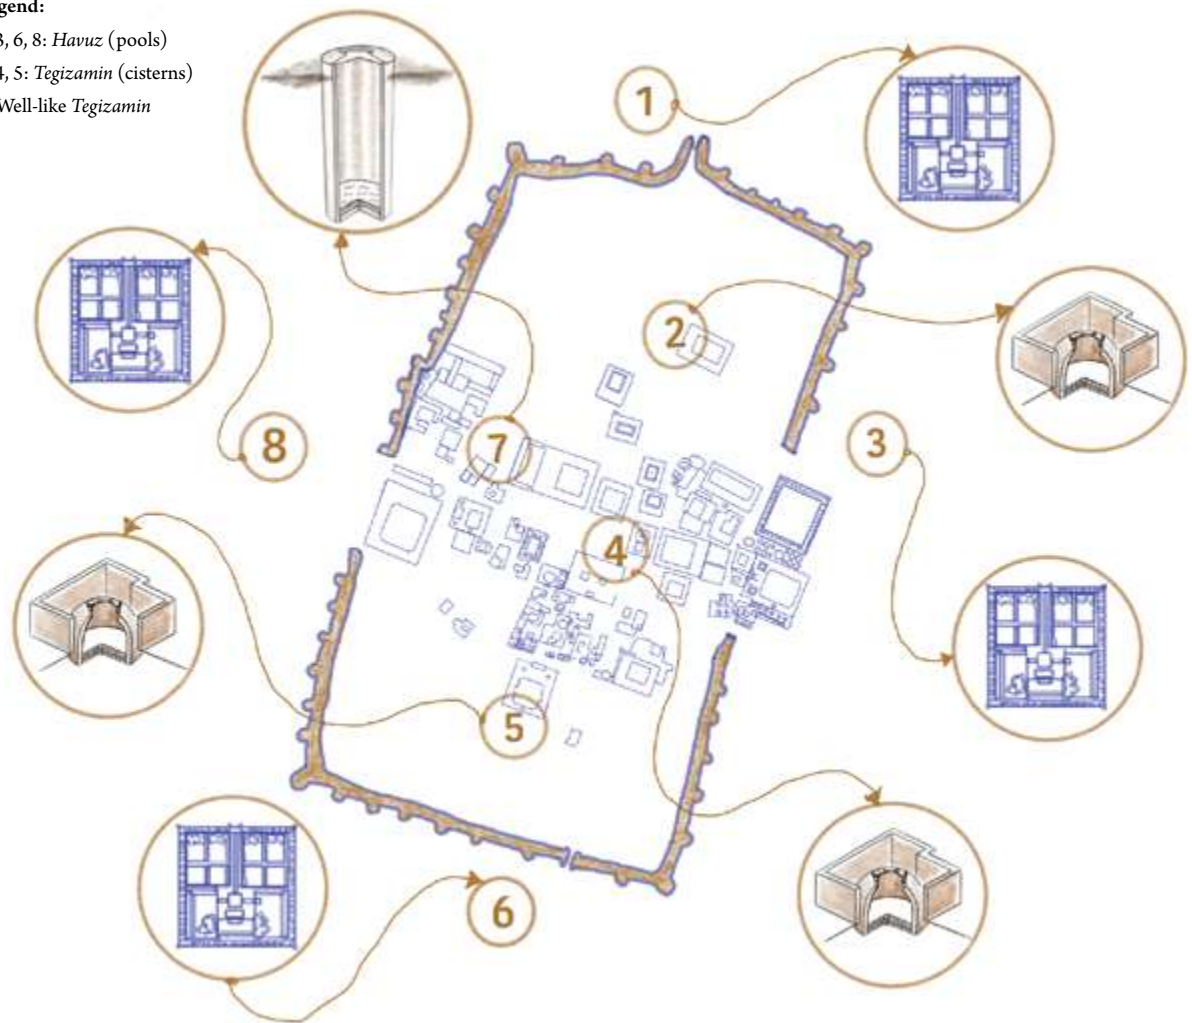 gend:
3, 6, 8: Havuz (pools)
4, 5: Tegizamin (cisterns)
Well-like Tegizamin
1
2
3
8
7
4
5
6